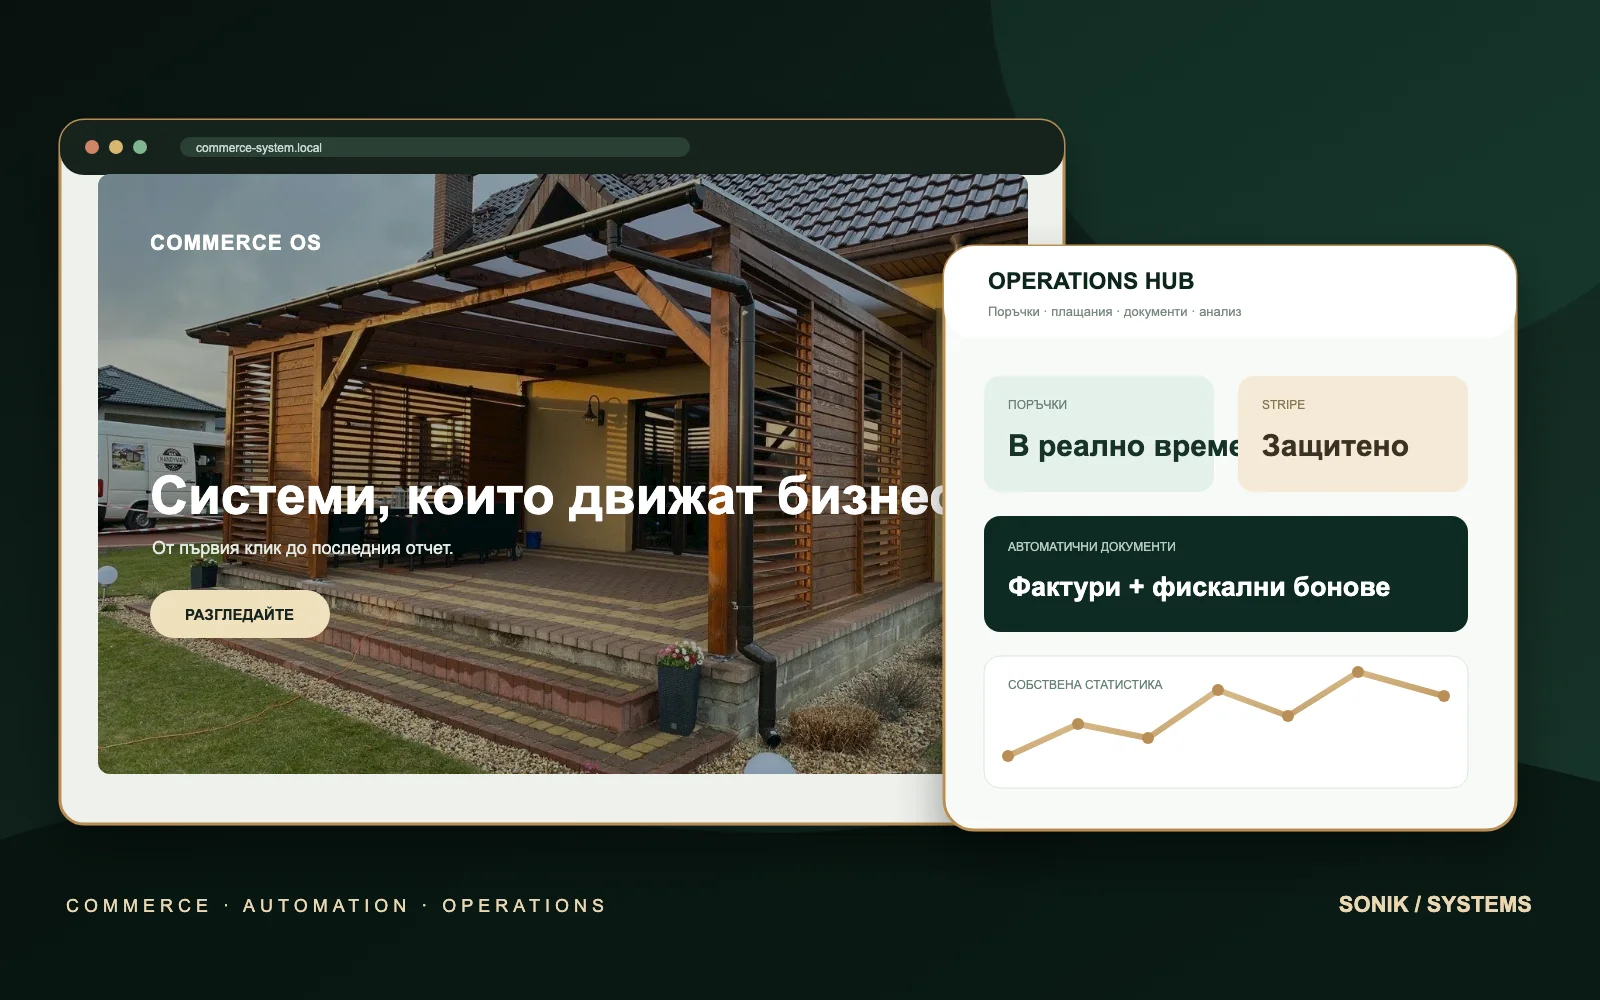 commerce-system.local
COMMERCE OS
Системи, които движат бизнес
От първия клик до последния отчет.
РАЗГЛЕДАЙТЕ
HANDYMAN
OPERATIONS HUB
Поръчки · плащания · документи · анализ
ПОРЪЧКИ
В реално време
STRIPE
Защитено
АВТОМАТИЧНИ ДОКУМЕНТИ
Фактури + фискални бонове
СОБСТВЕНА СТАТИСТИКА
COMMERCE · AUTOMATION · OPERATIONS
SONIK / SYSTEMS